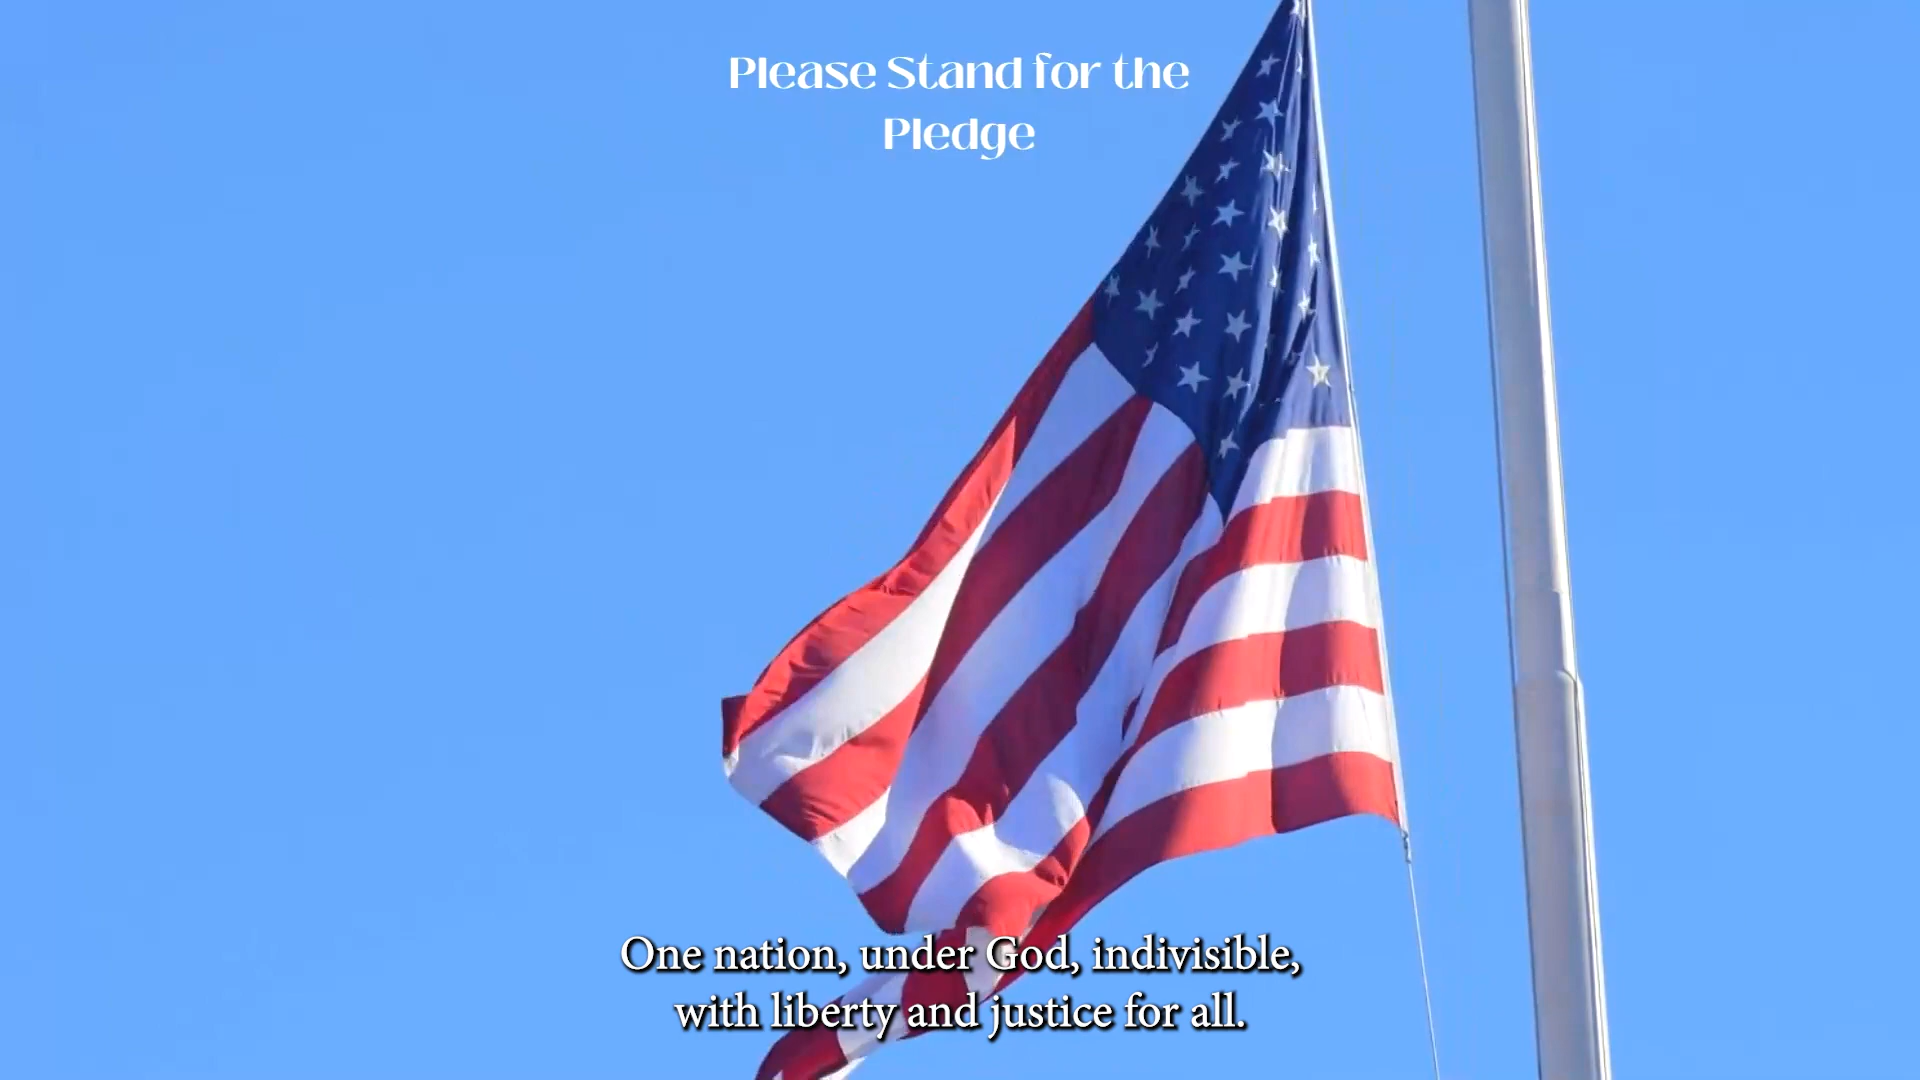 Please Stand for the
Pledge
One nation, under God, indivisible,
with liberty and justice for all.